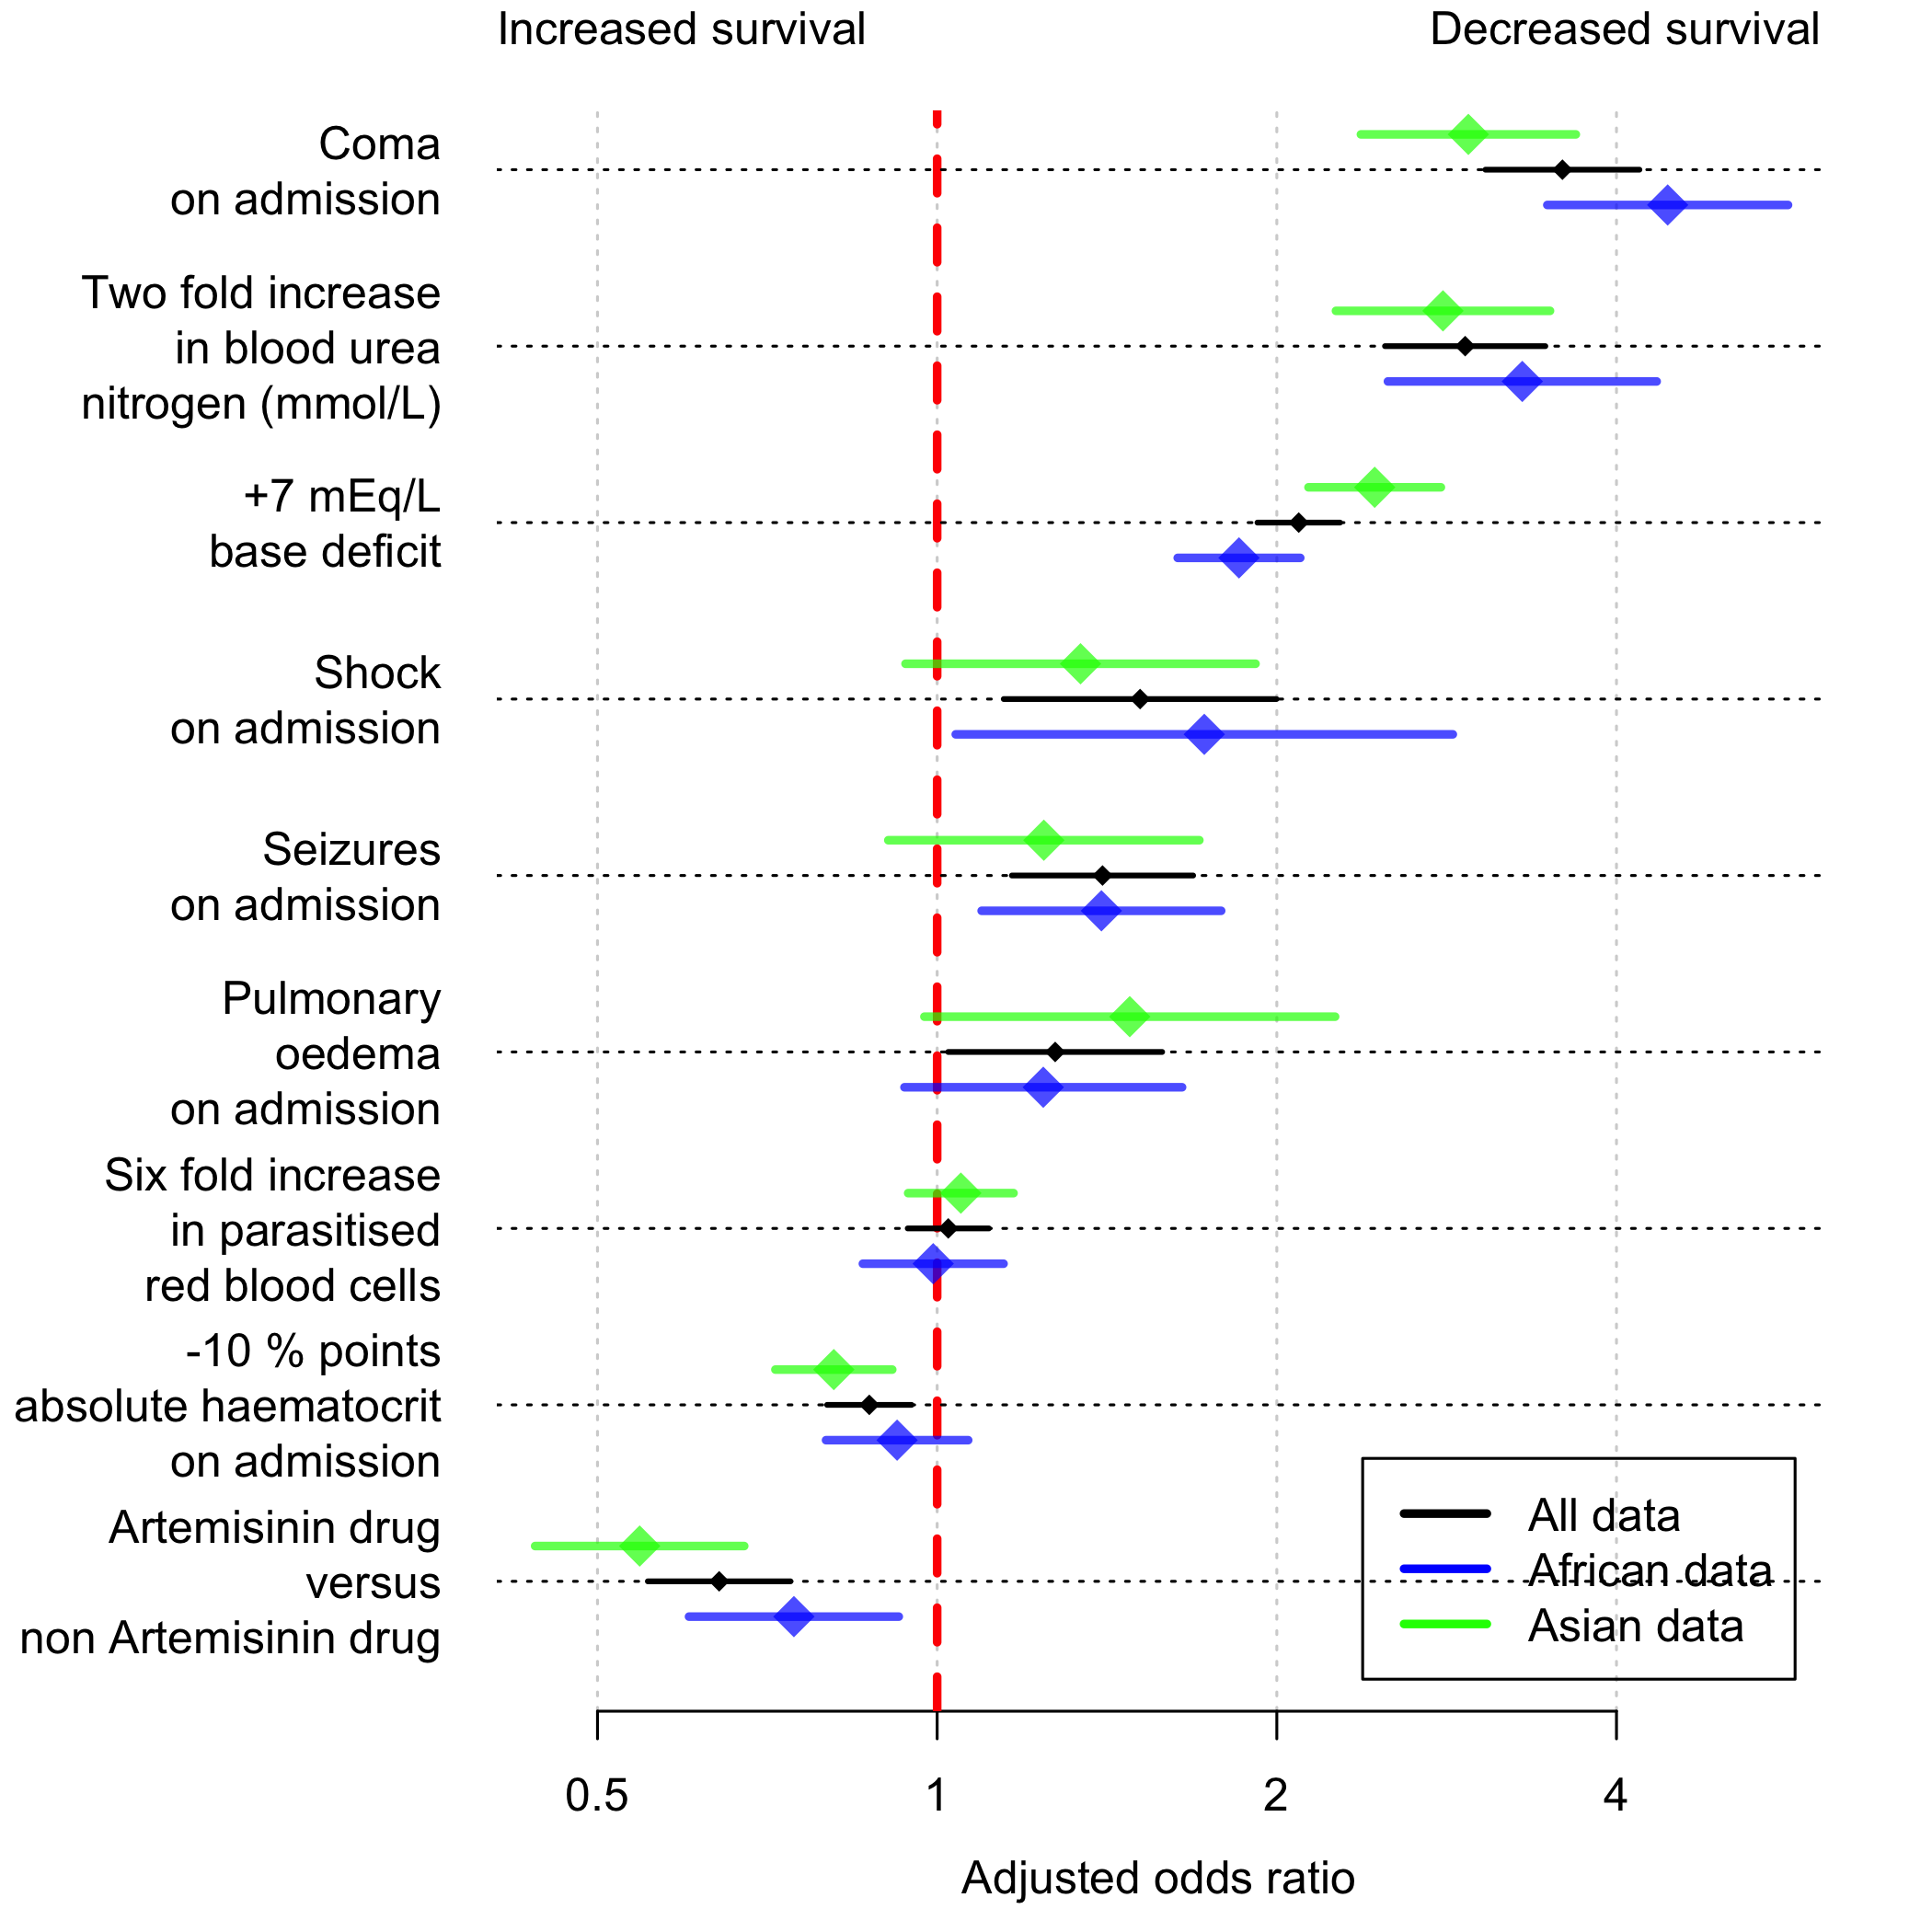 Increased survival
Decreased survival
Coma
on admission
Two fold increase
in blood urea
nitrogen (mmol/L)
+7 mEq/L
base deficit
Shock
on admission
Seizures
on admission
Pulmonary
oedema
on admission
Six fold increase
in parasitised
red blood cells
-10 % points
absolute haematocrit
on admission
Artemisinin drug
versus
non Artemisinin drug
All data
African data
Asian data
0.5
1
2
4
Adjusted odds ratio